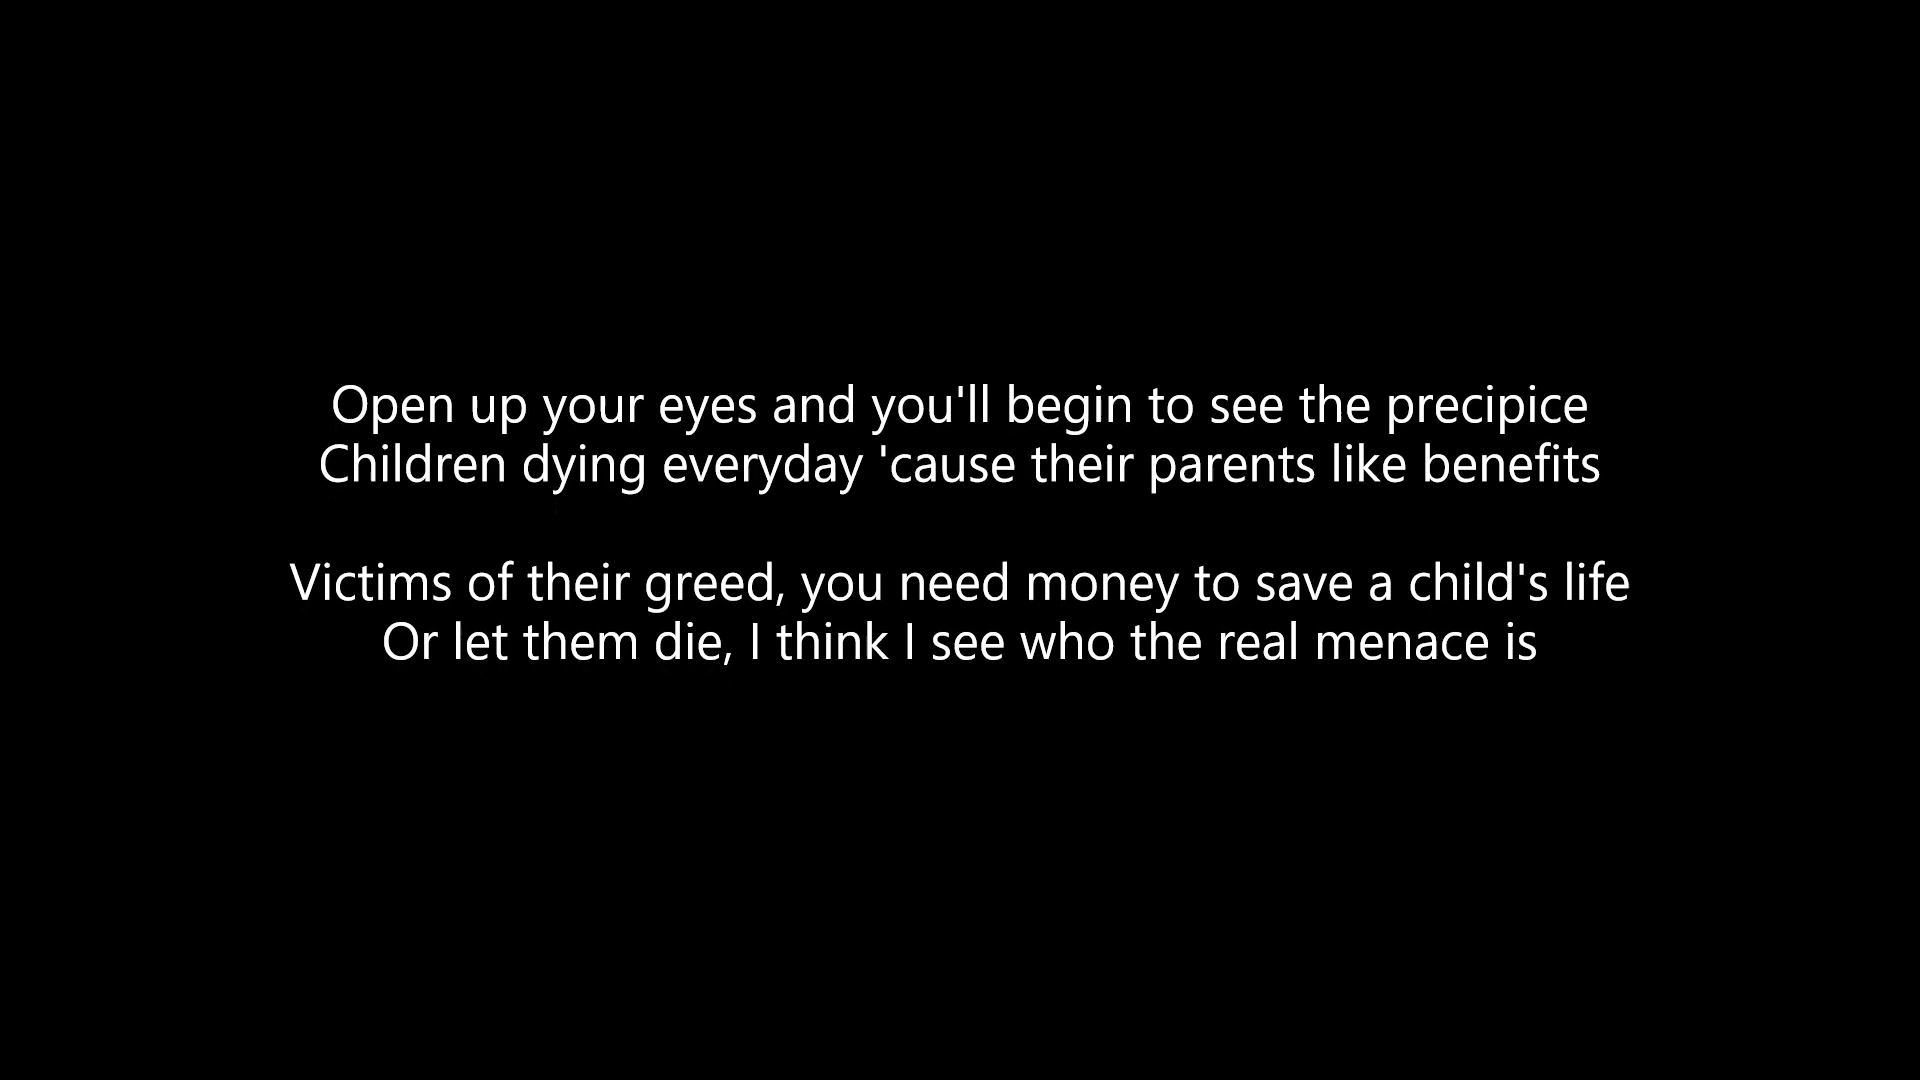 Open up your eyes and you'll begin to see the precipice
Children dying everyday 'cause their parents like benefits
Victims of their greed, you need money to save a child's life
Or let them die, I think I see who the real menace is